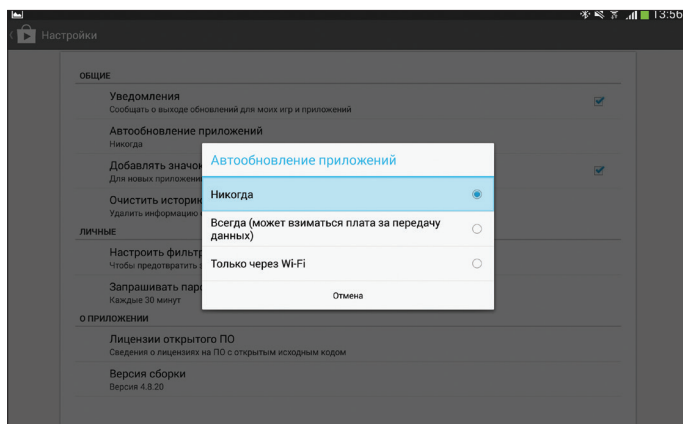 13:56
Настройки
ОБЩИЕ
Уведомления
Сообщать о выходе обновлений для моих игр и приложений
Автообновление приложений
Никогда
Добавлять значок
Для новых приложени
Очистить историк
Удалить информацию
ЛИЧНЫЕ
Настроить фильтр
Чтобы предотвратить
Запрашивать пар
Каждые 30 минут
О ПРИЛОЖЕНИИ
Лицензии открытого ПО
Сведения о лицензиях на ПО с открытым исходным кодом
Версия сборки
Версия 4.8.20
Автообновление приложений
Никогда
Всегда (может взиматься плата за передачу
данных)
Только через Wi-Fi
Отмена